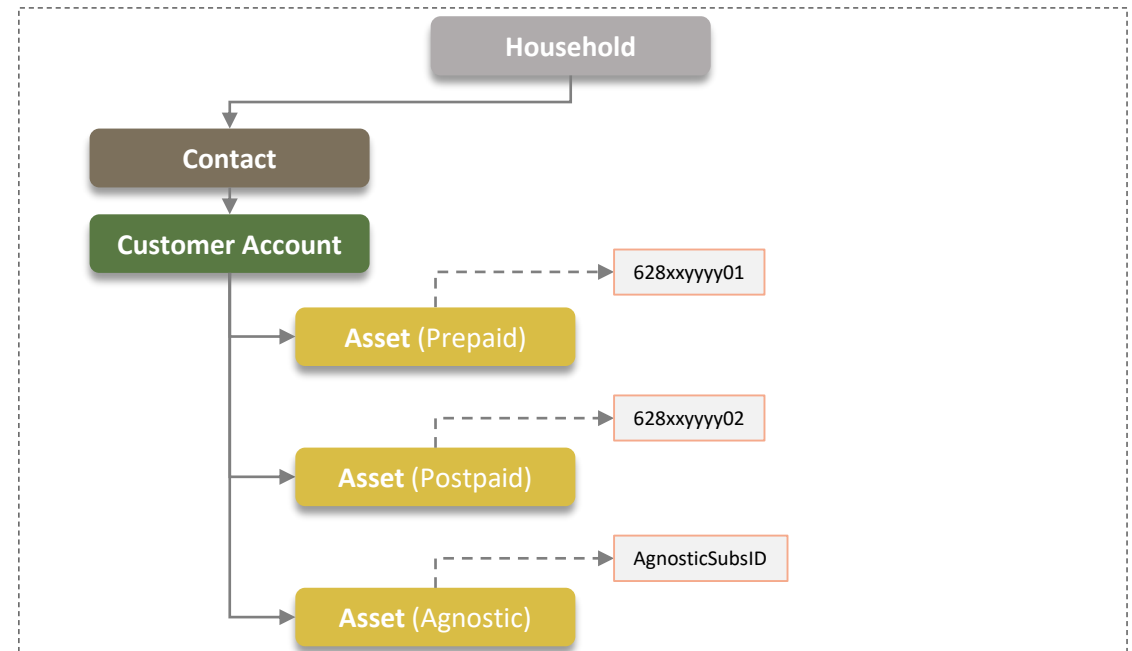 Household
Contact
Customer Account
628xxyyyy01
Asset (Prepaid)
628xxyyyy02
Asset (Postpaid)
AgnosticSubsID
Asset (Agnostic)